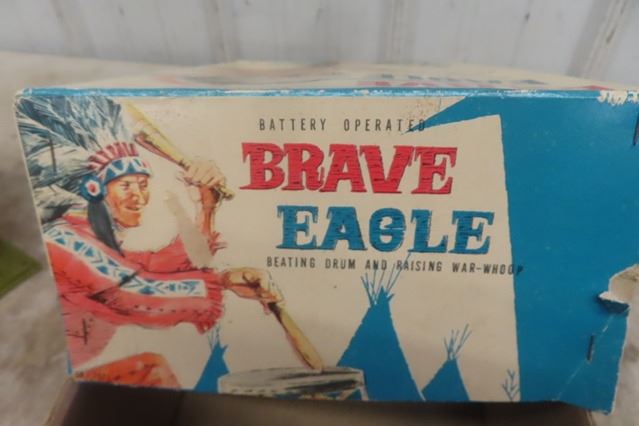 BATTERY OPERATED
BRAVE
EAGLE
BEATING DRUM AND RAISING WAR-WHOOP